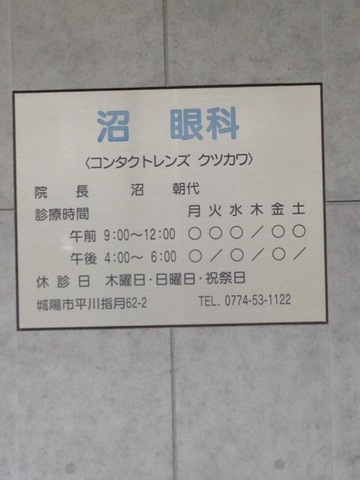 沼 眼科
〈コンタクトレンズ クツカワ〉
院 長 沼 朝代
診療時間 月 火 水 木 金 土
午前 9:00〜12:00 ○ ○ ○ ／ ○ ○
午後 4:00〜 6:00 ○ ／ ○ ／ ○ ／
休 診 日 木曜日・日曜日・祝祭日
城陽市平川指月62-2 TEL. 0774-53-1122